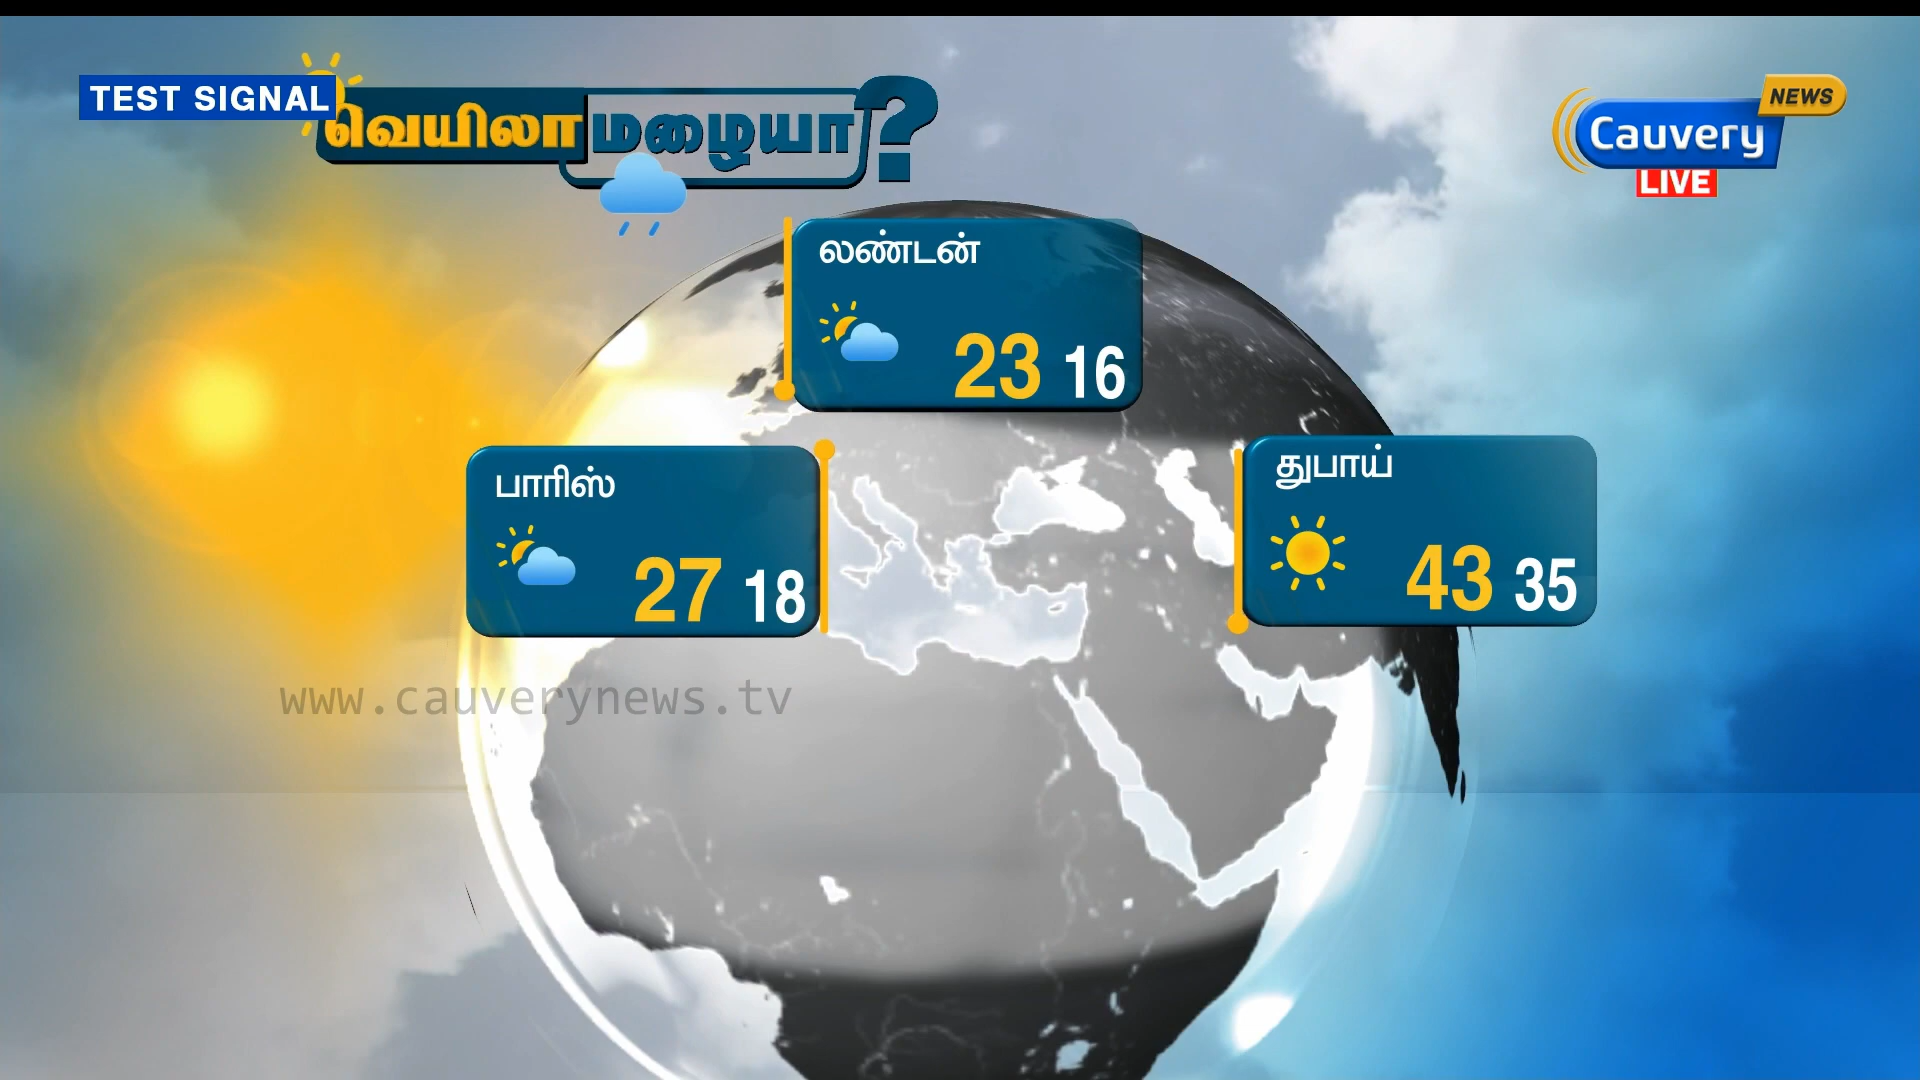 TEST SIGNAL
வெயிலா மழையா?
NEWS
Cauvery
LIVE
லண்டன்
23 16
பாரிஸ்
27 18
துபாய்
43 35
www.cauverynews.tv